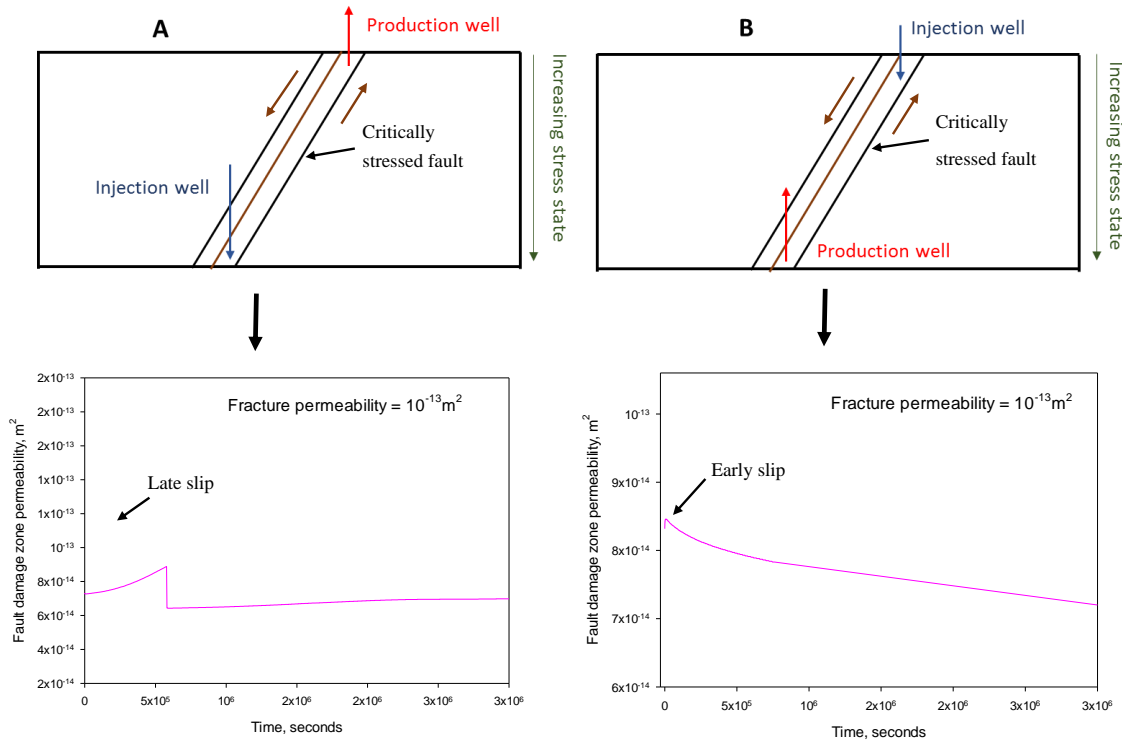 A
Production well
Injection well
Critically
stressed fault
Increasing stress state
B
Injection well
Production well
Critically
stressed fault
Increasing stress state
Fracture permeability = 10⁻¹³m²
Late slip
Fault damage zone permeability, m²
2x10⁻¹³
2x10⁻¹³
2x10⁻¹³
1x10⁻¹³
1x10⁻¹³
10⁻¹³
8x10⁻¹⁴
6x10⁻¹⁴
4x10⁻¹⁴
2x10⁻¹⁴
0
5x10⁵
10⁶
2x10⁶
2x10⁶
3x10⁶
3x10⁶
Time, seconds
Fracture permeability = 10⁻¹³m²
Early slip
Fault damage zone permeability, m²
10⁻¹³
9x10⁻¹⁴
8x10⁻¹⁴
7x10⁻¹⁴
6x10⁻¹⁴
0
5x10⁵
10⁶
2x10⁶
2x10⁶
3x10⁶
3x10⁶
Time, seconds